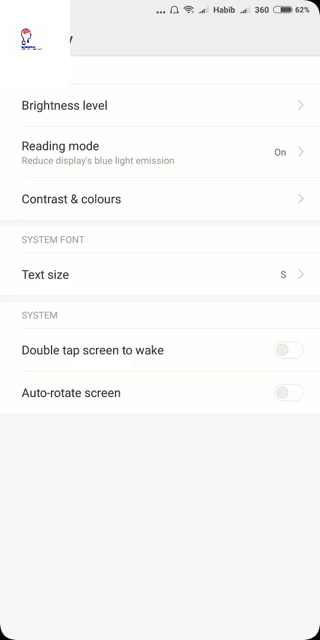 ... Habib 360 62%
y
Brightness level
Reading mode
On
Reduce display's blue light emission
Contrast & colours
SYSTEM FONT
Text size
S
SYSTEM
Double tap screen to wake
Auto-rotate screen